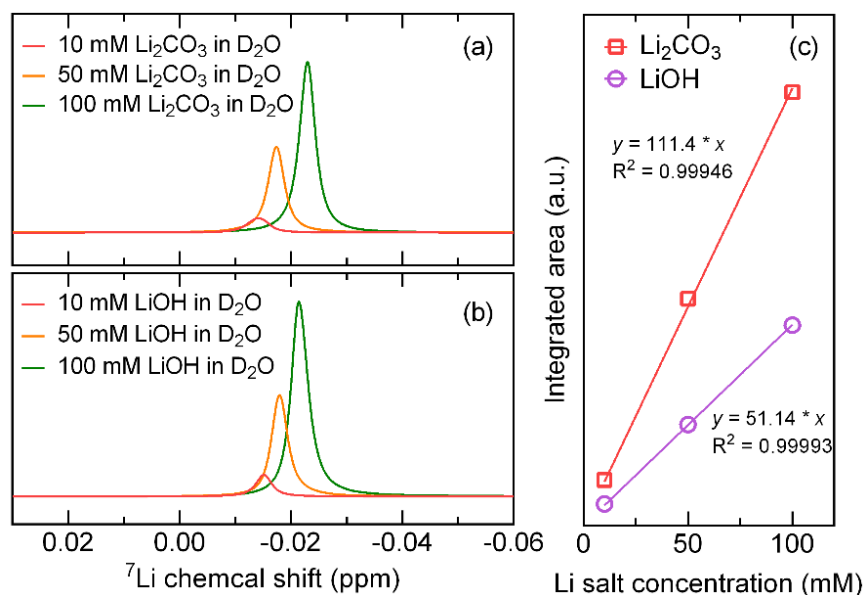 (a)
10 mM Li₂CO₃ in D₂O
50 mM Li₂CO₃ in D₂O
100 mM Li₂CO₃ in D₂O
(b)
10 mM LiOH in D₂O
50 mM LiOH in D₂O
100 mM LiOH in D₂O
0.02 0.00 -0.02 -0.04 -0.06
⁷Li chemcal shift (ppm)
(c)
Li₂CO₃
LiOH
y = 111.4 * x
R² = 0.99946
Integrated area (a.u.)
y = 51.14 * x
R² = 0.99993
0 50 100
Li salt concentration (mM)